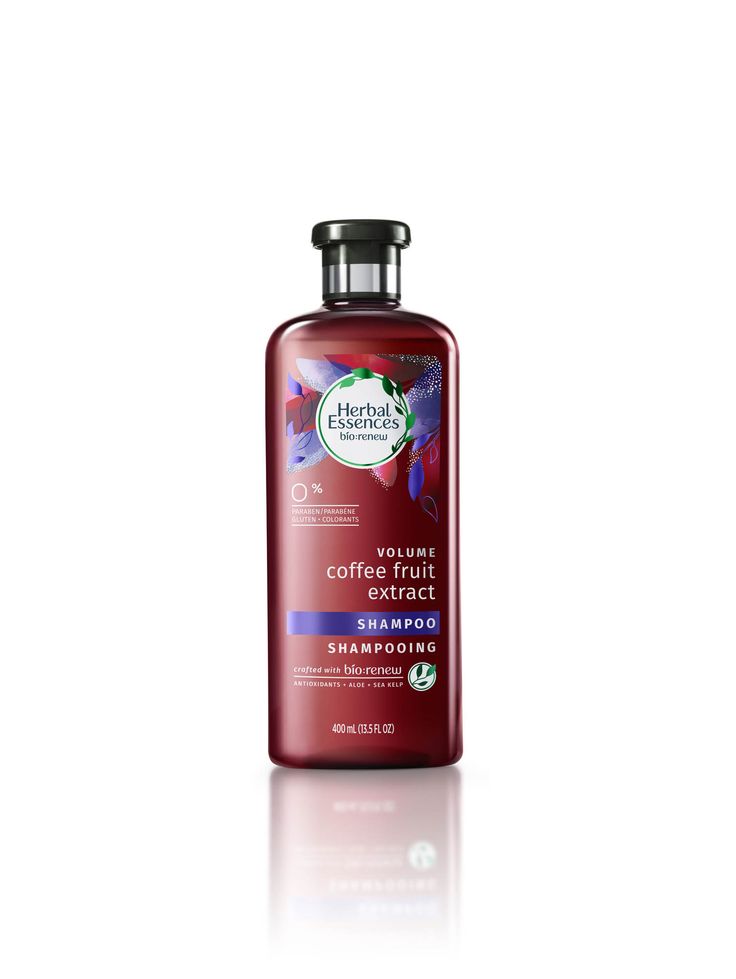 Herbal
Essences
bio:renew
0%
PARABEN/PARABÈNE
GLUTEN • COLORANTS
VOLUME
coffee fruit
extract
SHAMPOO
SHAMPOOING
crafted with bio:renew
ANTIOXIDANTS • ALOE • SEA KELP
400 mL (13.5 FL OZ)